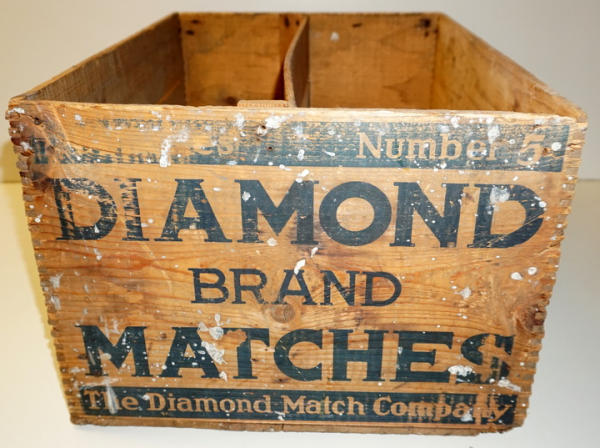 Number 5
DIAMOND
BRAND
MATCHES
The Diamond Match Company